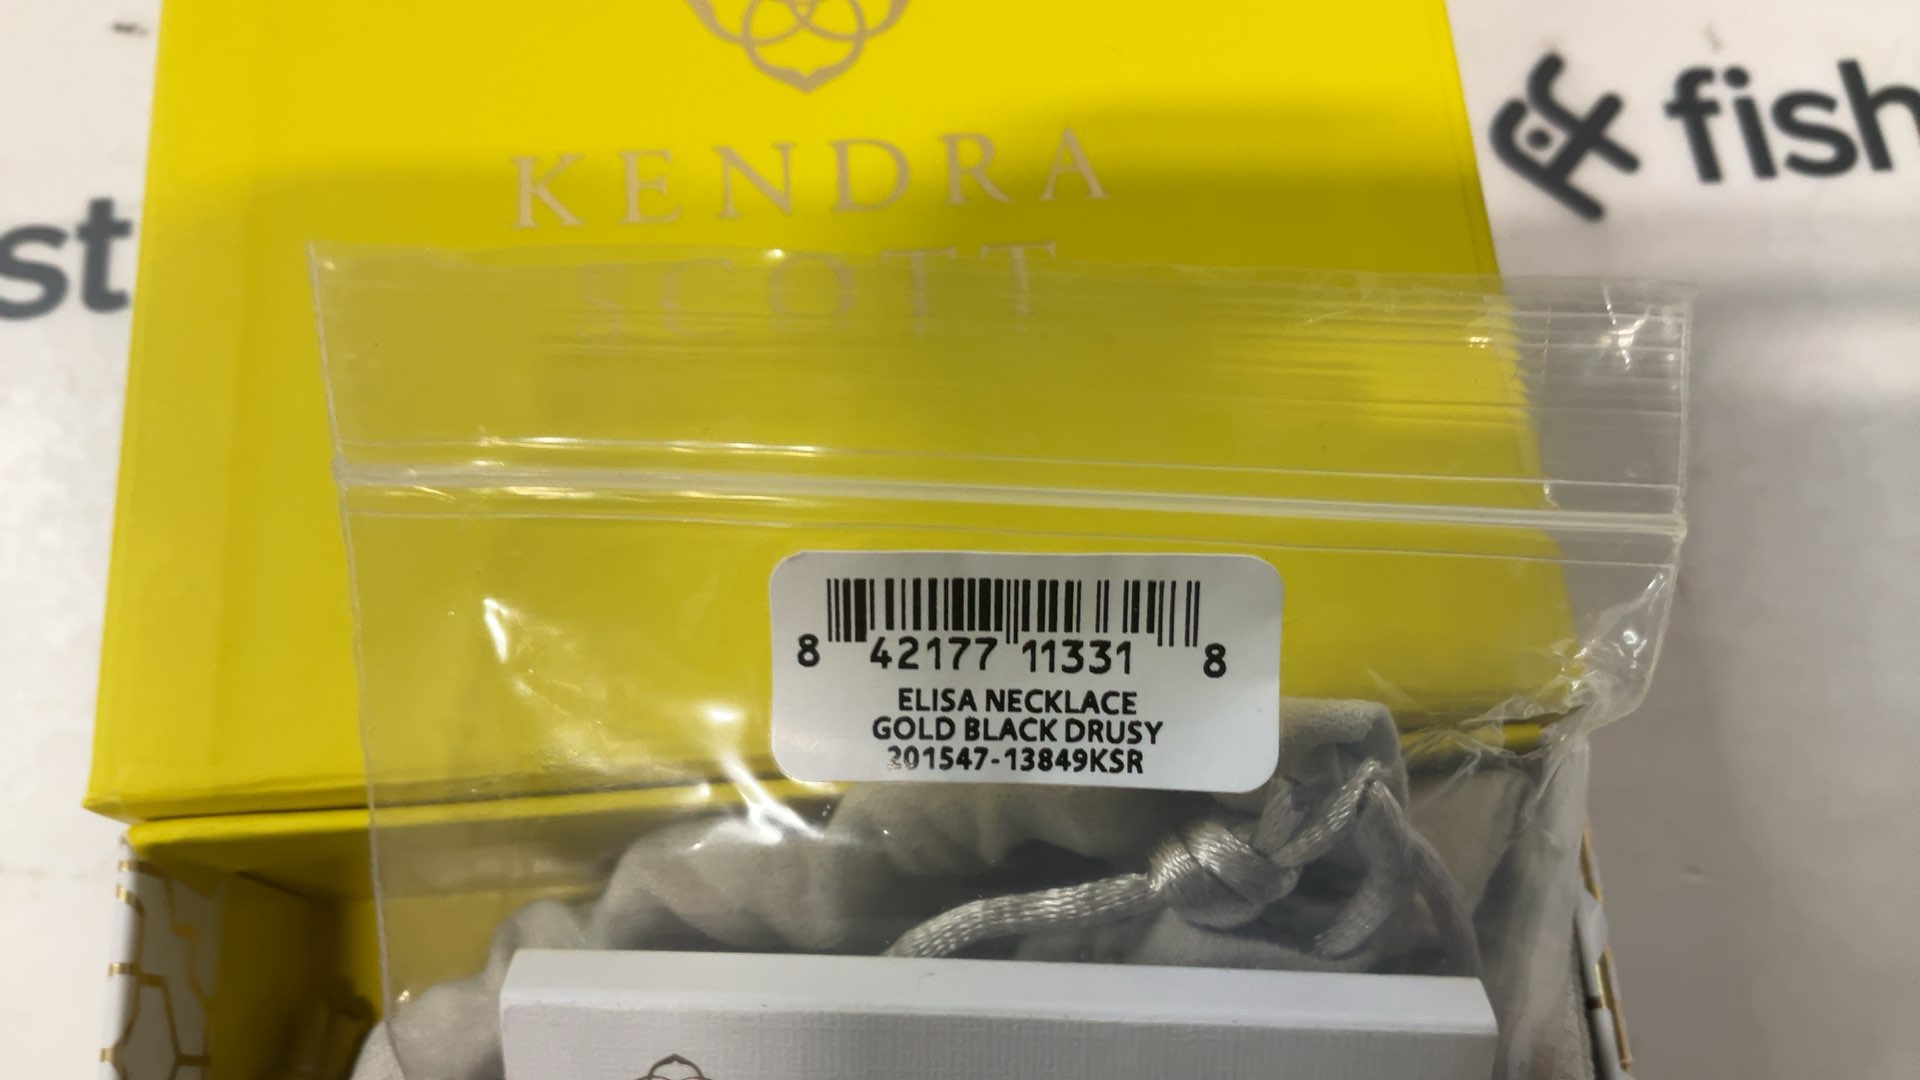 KENDRA
SCOTT
fish
st
8 42177 11331 8
ELISA NECKLACE
GOLD BLACK DRUSY
201547-13849KSR